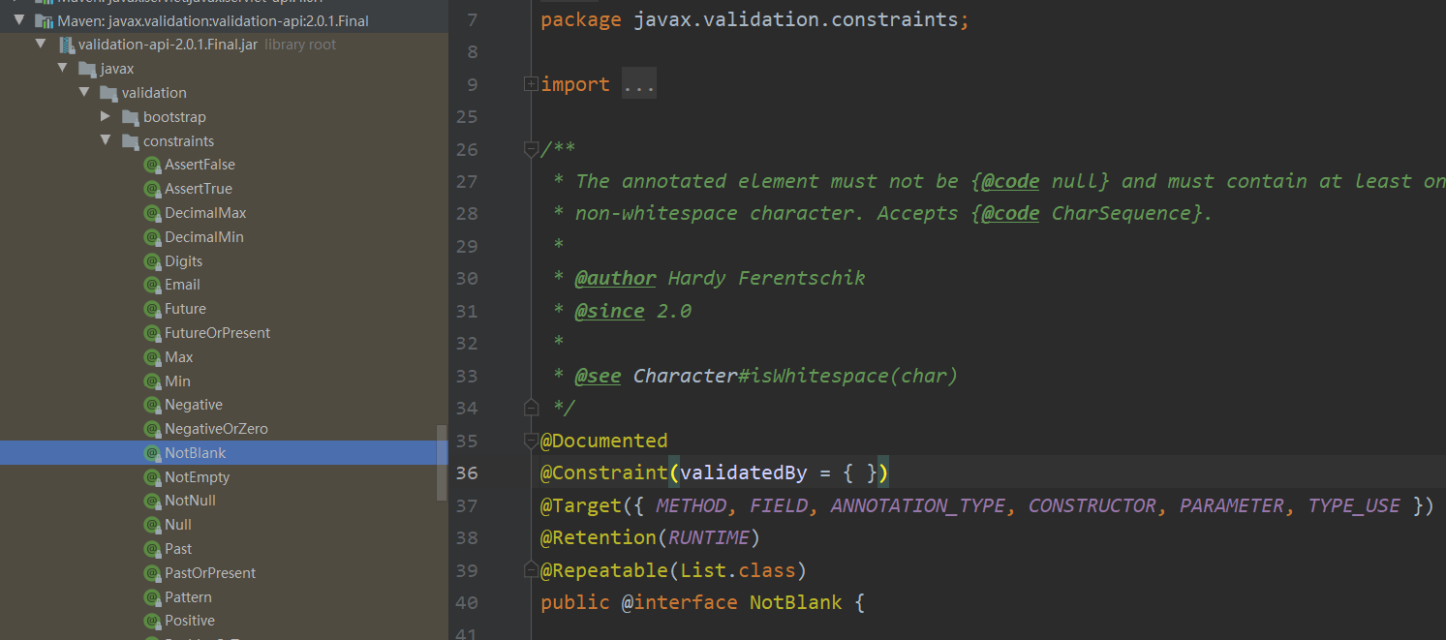 Maven: javax.servlet:javax.servlet-api:
Maven: javax.validation:validation-api:2.0.1.Final
validation-api-2.0.1.Final.jar library root
javax
validation
bootstrap
constraints
AssertFalse
AssertTrue
DecimalMax
DecimalMin
Digits
Email
Future
FutureOrPresent
Max
Min
Negative
NegativeOrZero
NotBlank
NotEmpty
NotNull
Null
Past
PastOrPresent
Pattern
Positive
7 package javax.validation.constraints;
8
9 import ...
25
26 /**
27 * The annotated element must not be {@code null} and must contain at least on
28 * non-whitespace character. Accepts {@code CharSequence}.
29 *
30 * @author Hardy Ferentschik
31 * @since 2.0
32 *
33 * @see Character#isWhitespace(char)
34 */
35 @Documented
36 @Constraint(validatedBy = { })
37 @Target({ METHOD, FIELD, ANNOTATION_TYPE, CONSTRUCTOR, PARAMETER, TYPE_USE })
38 @Retention(RUNTIME)
39 @Repeatable(List.class)
40 public @interface NotBlank {
41